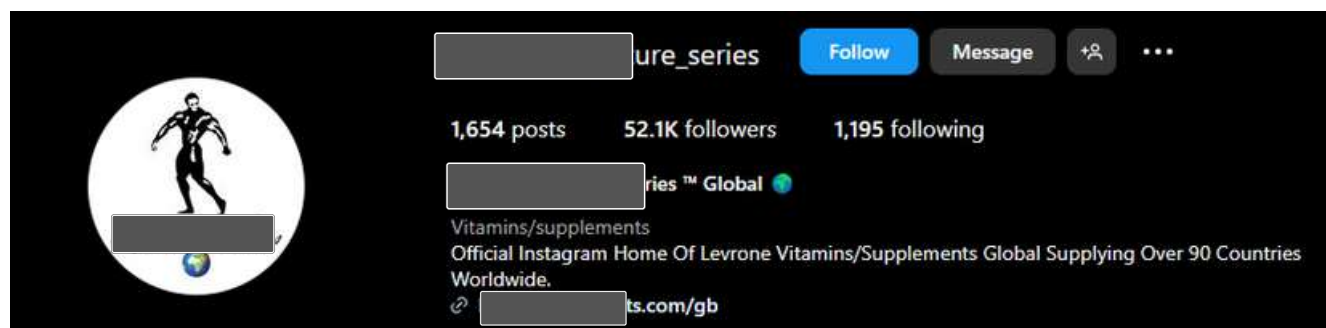 ure_series Follow Message
1,654 posts 52.1K followers 1,195 following
ries ™ Global
Vitamins/supplements
Official Instagram Home Of Levrone Vitamins/Supplements Global Supplying Over 90 Countries
Worldwide.
ts.com/gb